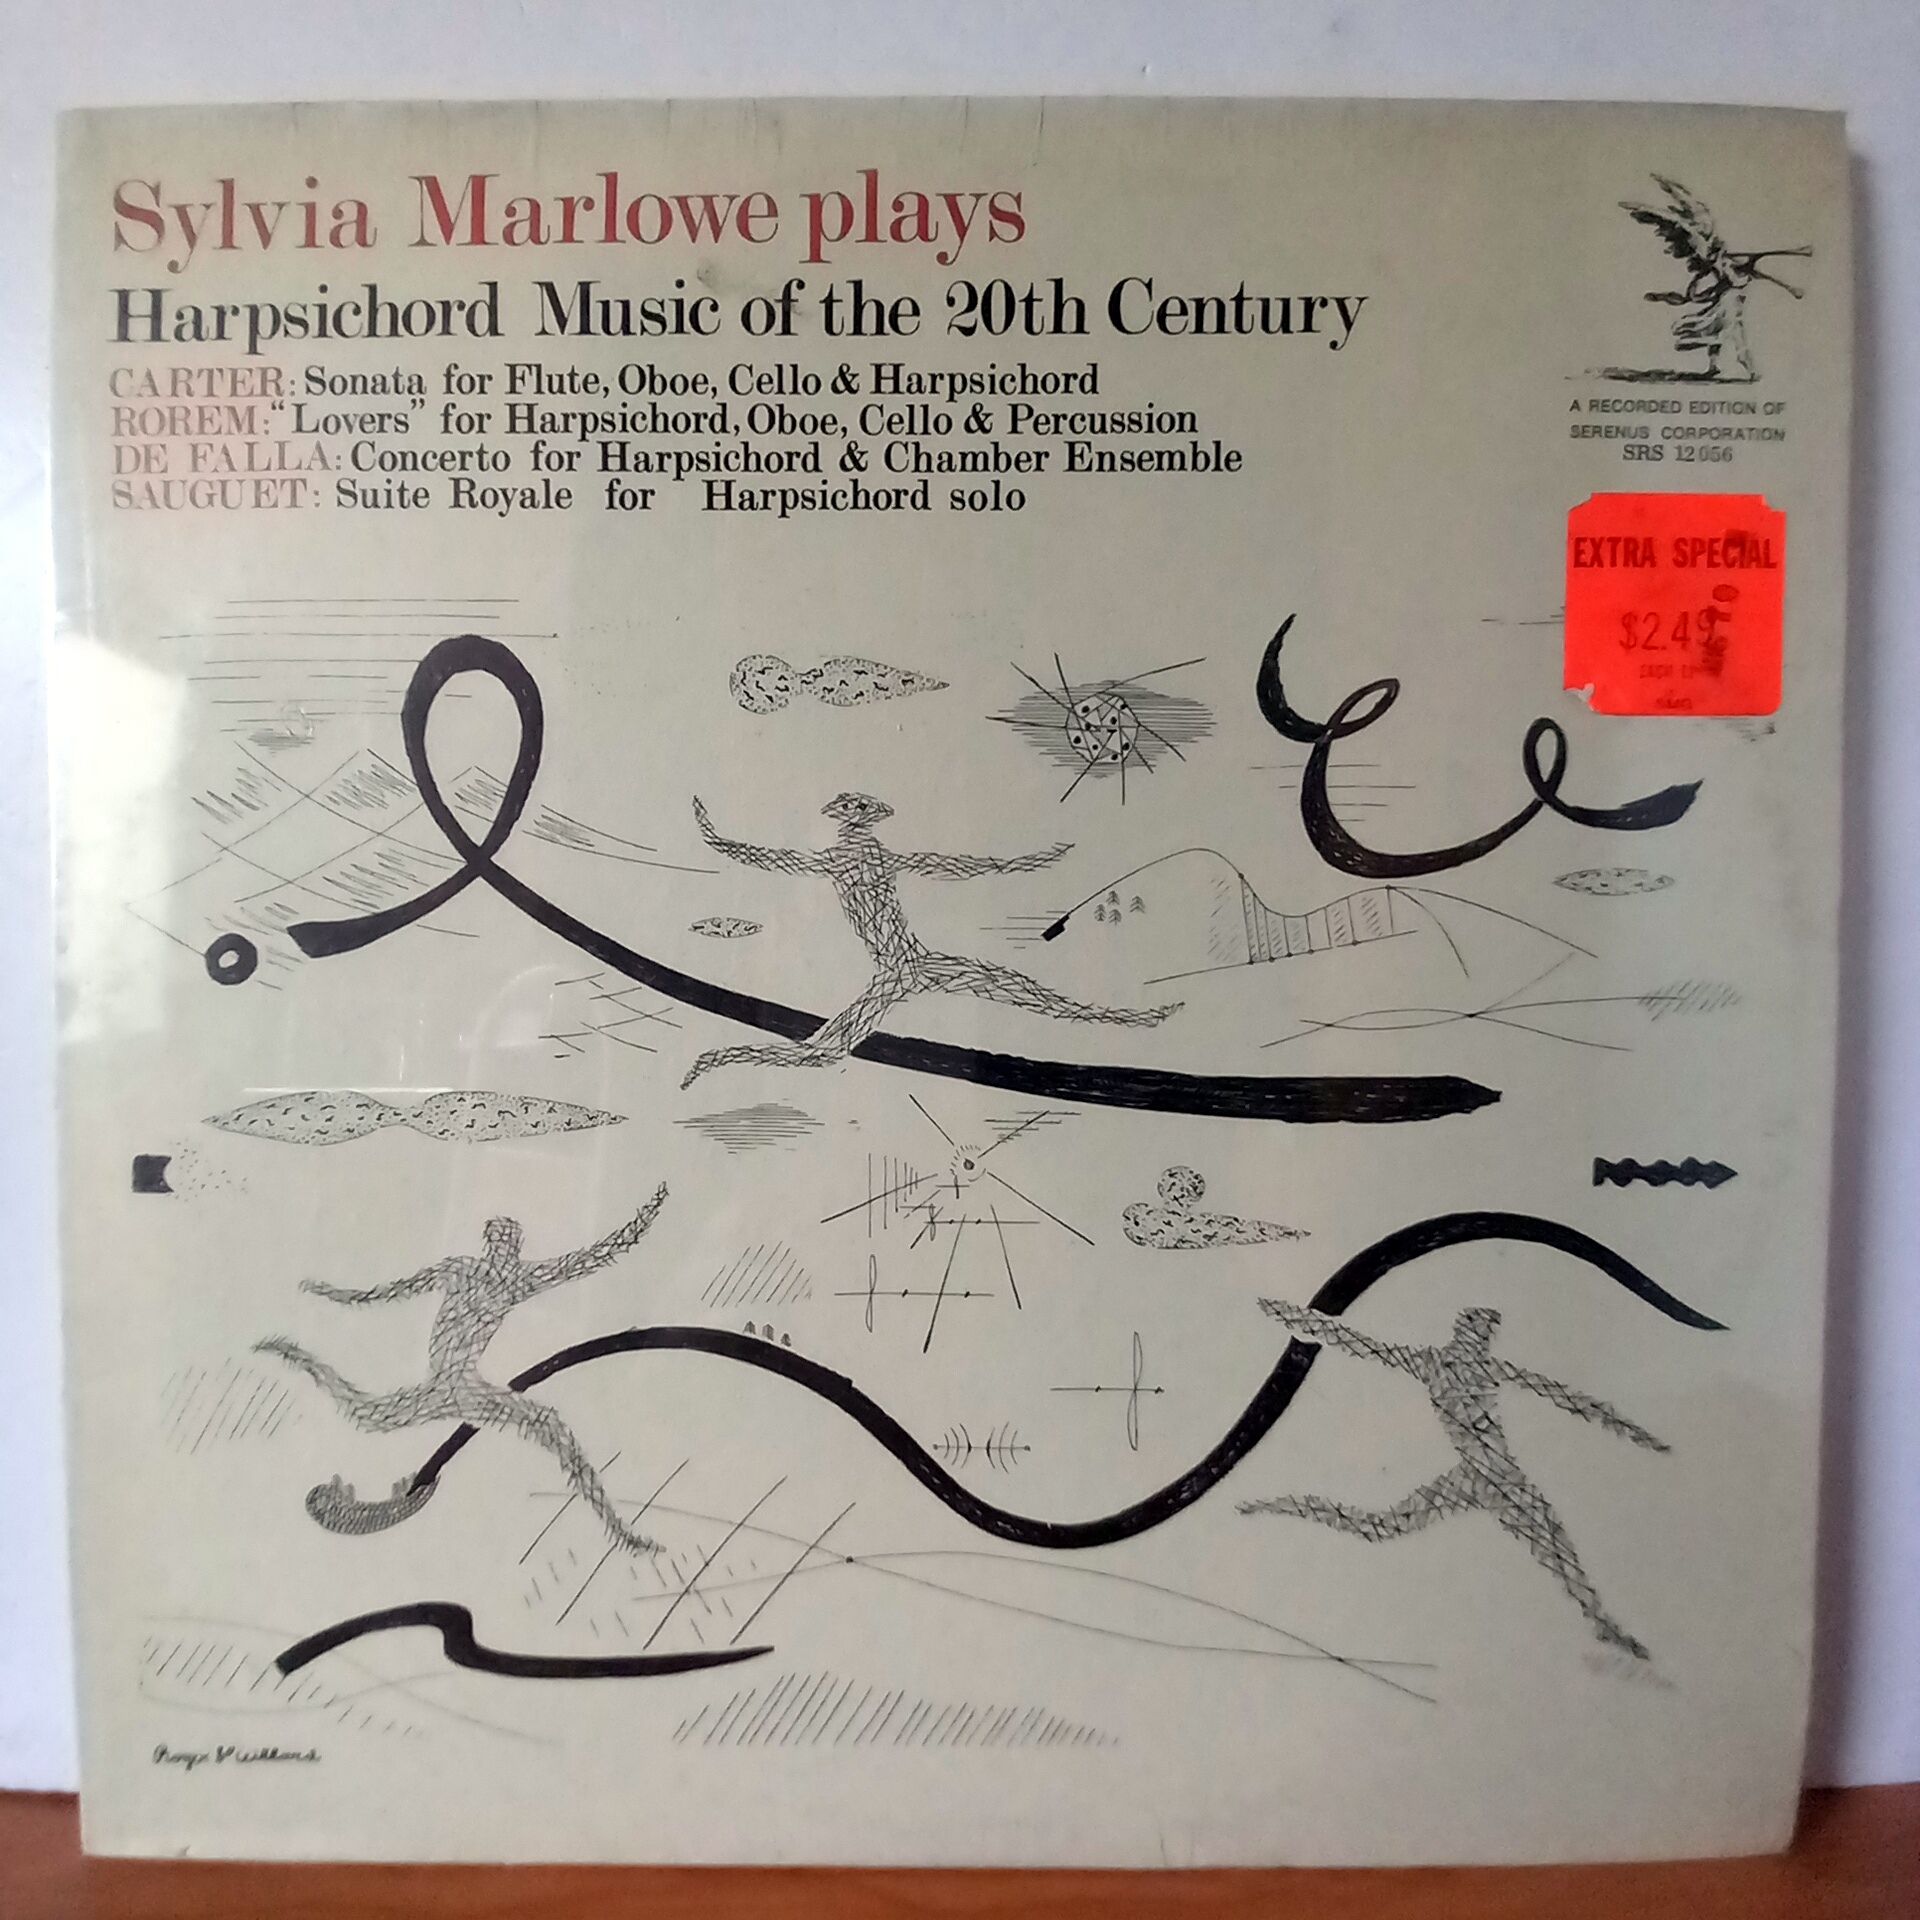 Sylvia Marlowe plays
Harpsichord Music of the 20th Century
CARTER: Sonata for Flute, Oboe, Cello & Harpsichord
ROREM: “Lovers” for Harpsichord, Oboe, Cello & Percussion
DE FALLA: Concerto for Harpsichord & Chamber Ensemble
SAUGUET: Suite Royale for Harpsichord solo
A RECORDED EDITION OF
SERENUS CORPORATION
SRS 12056
EXTRA SPECIAL
$2.49